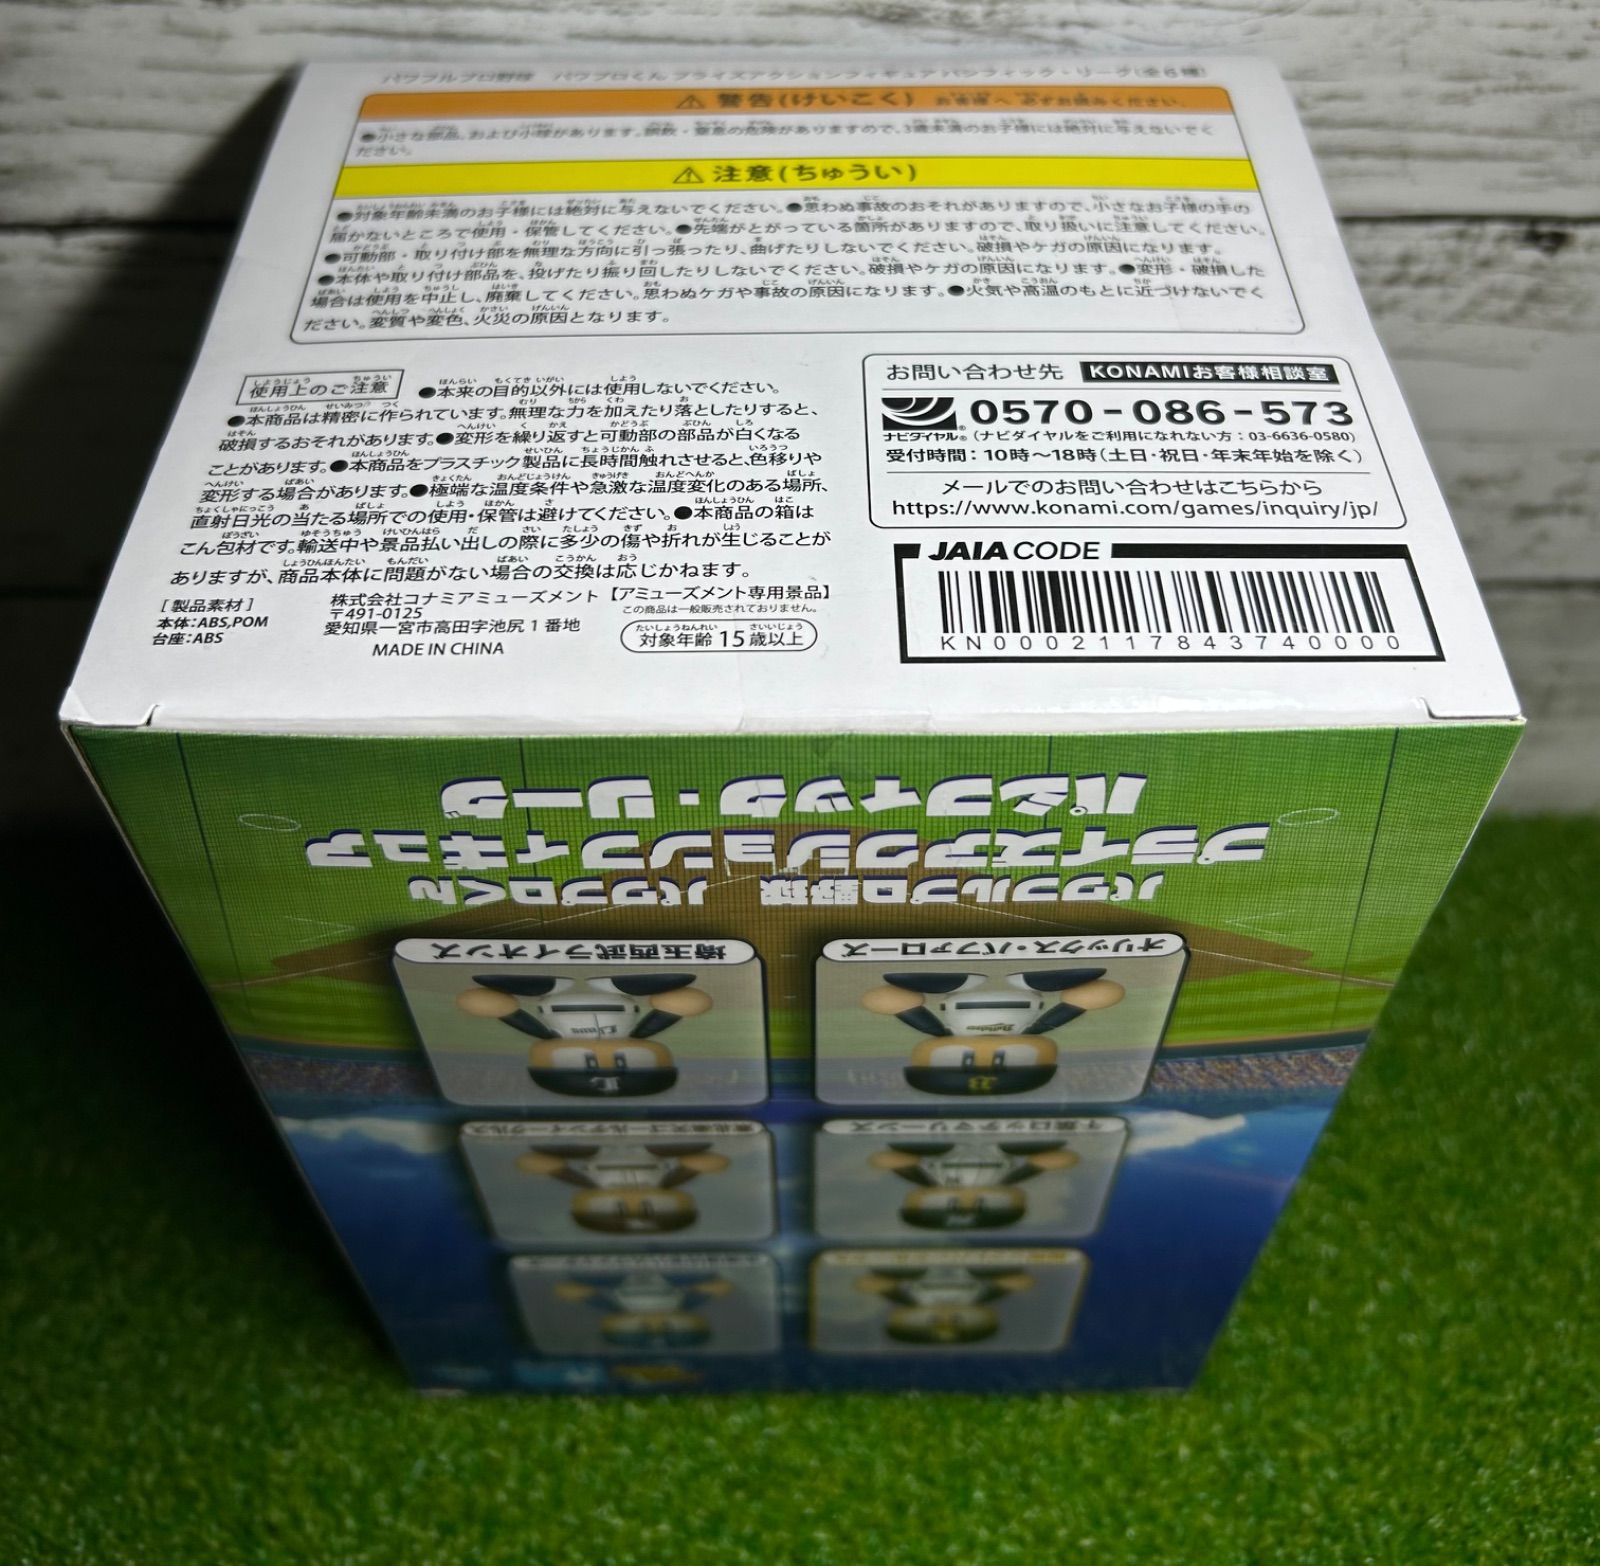 パワフルプロ野球 パワプロくん プライズアクションフィギュア パシフィック・リーグ(全6種)
⚠ 警告(けいこく) お客様へ 必ずお読みください。
●小さな部品、および小球があります。誤飲・窒息の危険がありますので、3歳未満のお子様には絶対に与えないでく
ださい。
⚠ 注意(ちゅうい)
●対象年齢未満のお子様には絶対に与えないでください。●思わぬ事故のおそれがありますので、小さなお子様の手の
届かないところで使用・保管してください。●先端がとがっている箇所がありますので、取り扱いに注意してください。
●可動部・取り付け部を無理な方向に引っ張ったり、曲げたりしないでください。破損やケガの原因になります。
●本体や取り付け部品を、投げたり振り回したりしないでください。破損やケガの原因になります。●変形・破損した
場合は使用を中止し、廃棄してください。思わぬケガや事故の原因になります。●火気や高温のもとに近づけないでく
ださい。変質や変色、火災の原因となります。
使用上のご注意 ●本来の目的以外には使用しないでください。
●本商品は精密に作られています。無理な力を加えたり落としたりすると、
破損するおそれがあります。●変形を繰り返すと可動部の部品が白くなる
ことがあります。●本商品をプラスチック製品に長時間触れさせると、色移りや
変形する場合があります。●極端な温度条件や急激な温度変化のある場所、
直射日光の当たる場所での使用・保管は避けてください。●本商品の箱は
こん包材です。輸送中や景品払い出しの際に多少の傷や折れが生じることが
ありますが、商品本体に問題がない場合の交換は応じかねます。
[製品素材]
本体:ABS,POM
台座:ABS
株式会社コナミアミューズメント
〒491-0125
愛知県一宮市高田字池尻1番地
MADE IN CHINA
【アミューズメント専用景品】
この商品は一般販売されておりません。
対象年齢 15歳以上
お問い合わせ先 KONAMIお客様相談室
0570-086-573
ナビダイヤル® (ナビダイヤルをご利用になれない方:03-6636-0580)
受付時間:10時~18時(土日・祝日・年末年始を除く)
メールでのお問い合わせはこちらから
https://www.konami.com/games/inquiry/jp/
JAIA CODE
KN00021178437400​00
パワフルプロ野球 パワプロくん
プライズアクションフィギュア
パシフィック・リーグ
オリックス・バファローズ
埼玉西武ライオンズ
千葉ロッテマリーンズ
東北楽天ゴールデンイーグルス